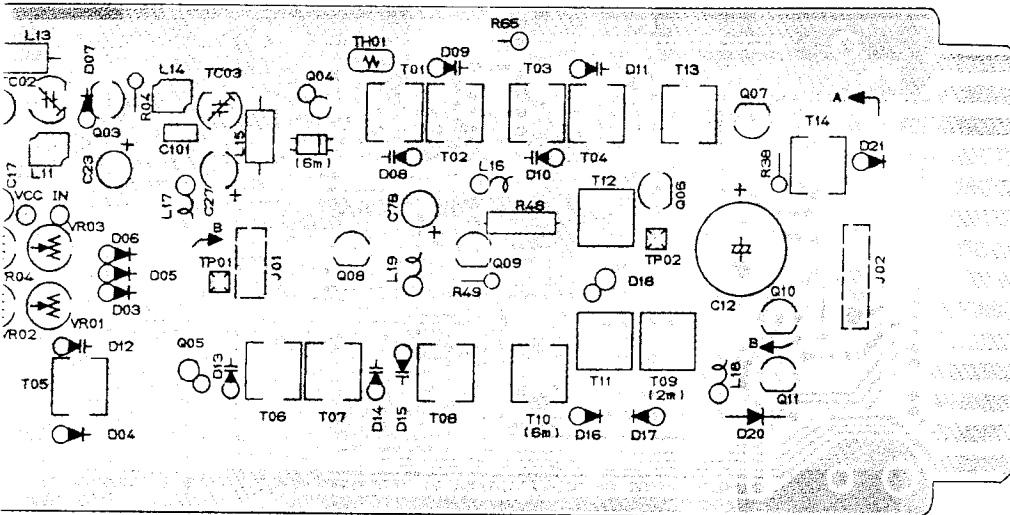 R66
L13
D07
L14
TC03
Q04
TH01
D09
T01
T03
D11
T13
C02
R04
Q07
A
T14
Q03
C101
L15
(6m)
L11
C23
T02
T04
D08
D10
R38
D21
C17
L17
C27
L16
T12
Q06
VCC IN
C78
R48
VR03
B
D06
TP01
J01
Q08
L19
Q09
TP02
D18
J02
R04
D05
R49
C12
Q10
D03
VR02
VR01
D12
Q05
D13
B
T05
T11
T09
(2m)
L18
Q11
T06
T07
D14
D15
T08
T10
(6m)
D04
D16
D17
D20